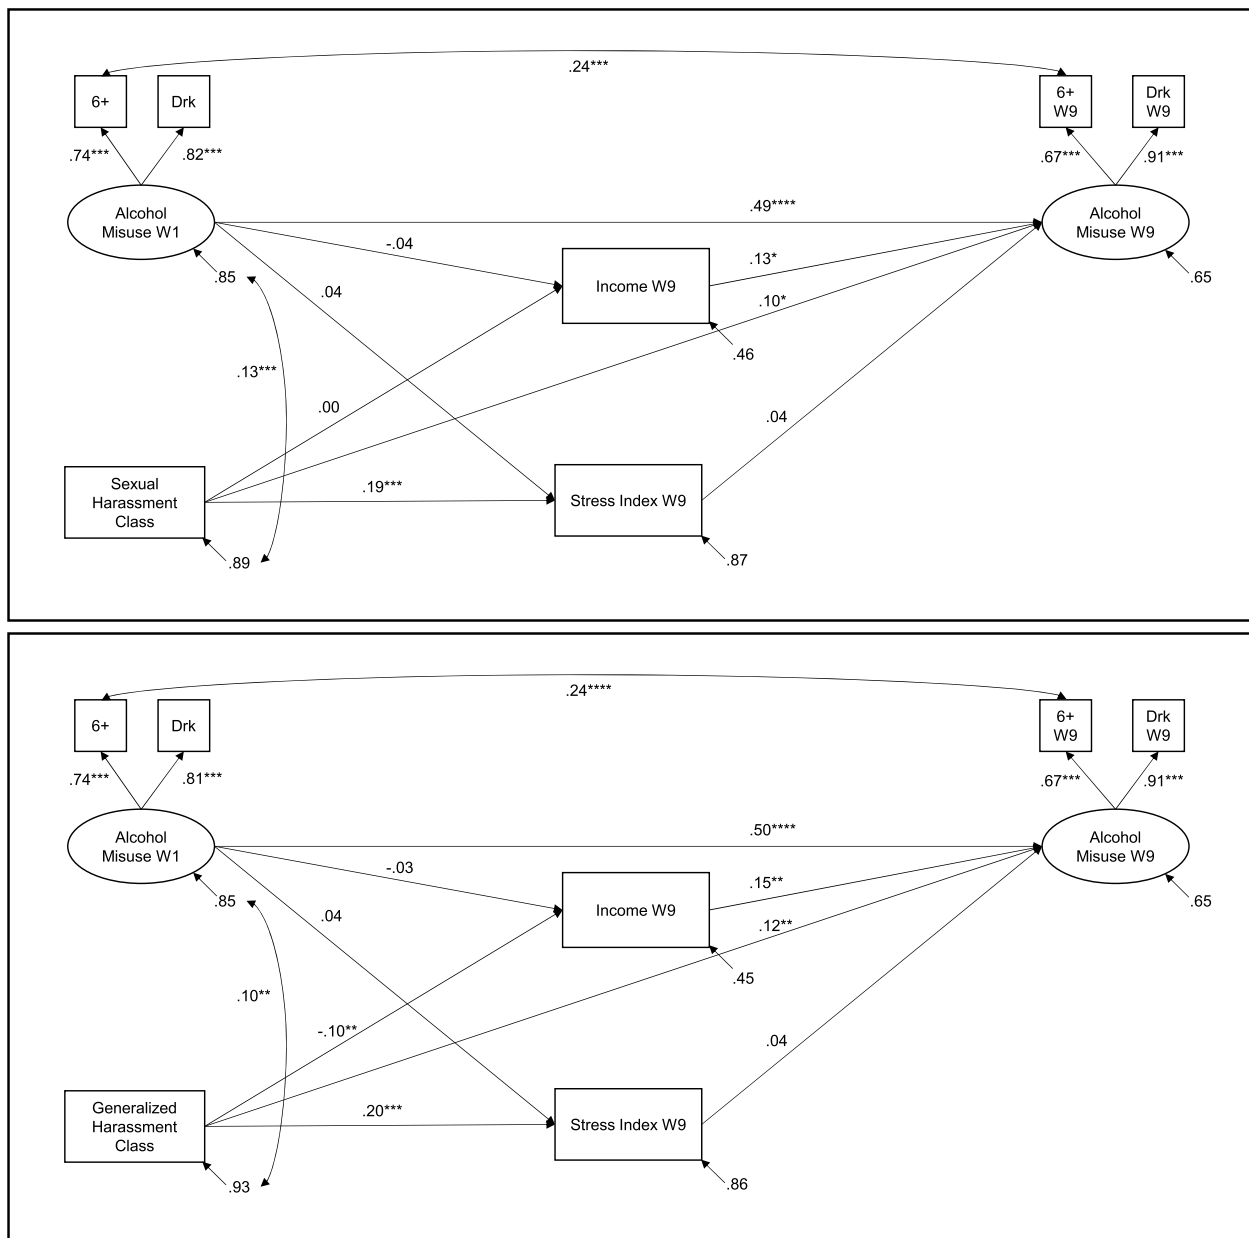 .24***
6+
Drk
6+
W9
Drk
W9
.74***
.82***
.67***
.91***
Alcohol
Misuse W1
.49****
Alcohol
Misuse W9
-.04
.13*
.85
Income W9
.65
.04
.10*
.46
.13***
.00
.04
Sexual
Harassment
Class
.19***
Stress Index W9
.89
.87
.24****
6+
Drk
6+
W9
Drk
W9
.74***
.81***
.67***
.91***
Alcohol
Misuse W1
.50****
Alcohol
Misuse W9
-.03
.15**
.85
Income W9
.65
.04
.12**
.45
.10**
-.10**
.04
Generalized
Harassment
Class
.20***
Stress Index W9
.93
.86